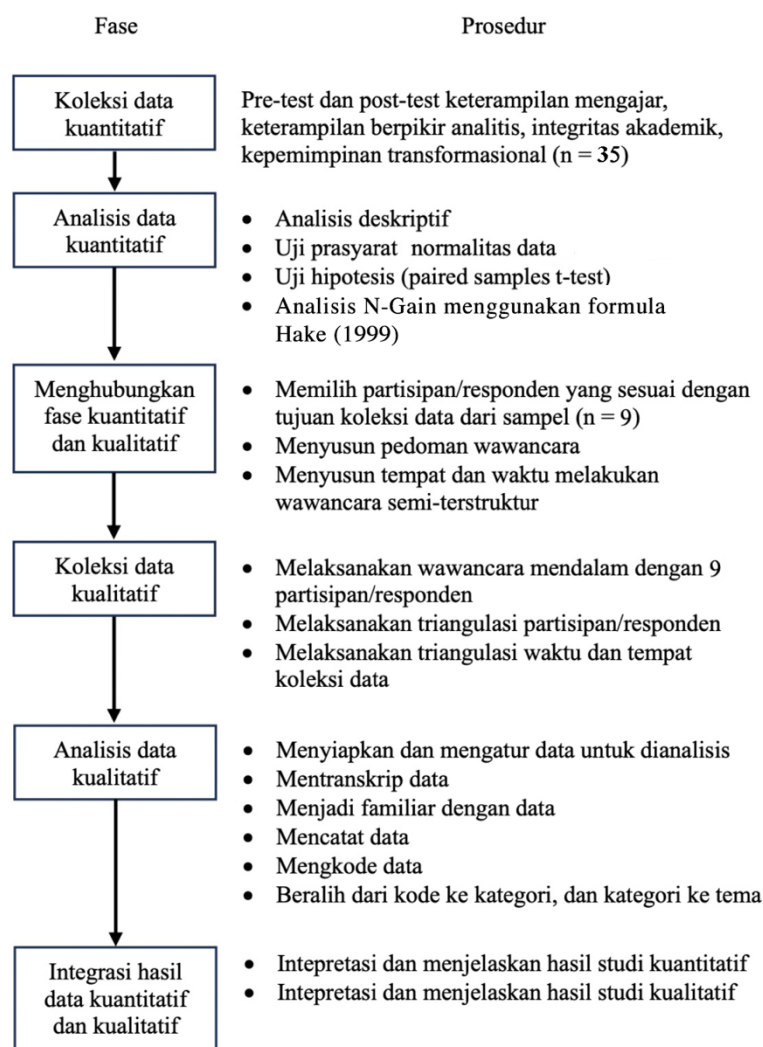 Fase
Prosedur
Koleksi data
kuantitatif
Pre-test dan post-test keterampilan mengajar,
keterampilan berpikir analitis, integritas akademik,
kepemimpinan transformasional (n = 35)
Analisis data
kuantitatif
• Analisis deskriptif
• Uji prasyarat normalitas data
• Uji hipotesis (paired samples t-test)
• Analisis N-Gain menggunakan formula
Hake (1999)
Menghubungkan
fase kuantitatif
dan kualitatif
• Memilih partisipan/responden yang sesuai dengan
tujuan koleksi data dari sampel (n = 9)
• Menyusun pedoman wawancara
• Menyusun tempat dan waktu melakukan
wawancara semi-terstruktur
Koleksi data
kualitatif
• Melaksanakan wawancara mendalam dengan 9
partisipan/responden
• Melaksanakan triangulasi partisipan/responden
• Melaksanakan triangulasi waktu dan tempat
koleksi data
Analisis data
kualitatif
• Menyiapkan dan mengatur data untuk dianalisis
• Mentranskrip data
• Menjadi familiar dengan data
• Mencatat data
• Mengkode data
• Beralih dari kode ke kategori, dan kategori ke tema
Integrasi hasil
data kuantitatif
dan kualitatif
• Intepretasi dan menjelaskan hasil studi kuantitatif
• Intepretasi dan menjelaskan hasil studi kualitatif